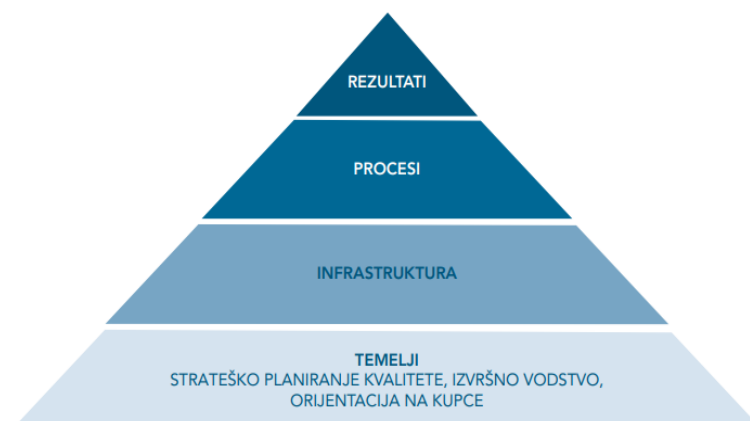 REZULTATI
PROCESI
INFRASTRUKTURA
TEMELJI
STRATEŠKO PLANIRANJE KVALITETE, IZVRŠNO VODSTVO,
ORIJENTACIJA NA KUPCE